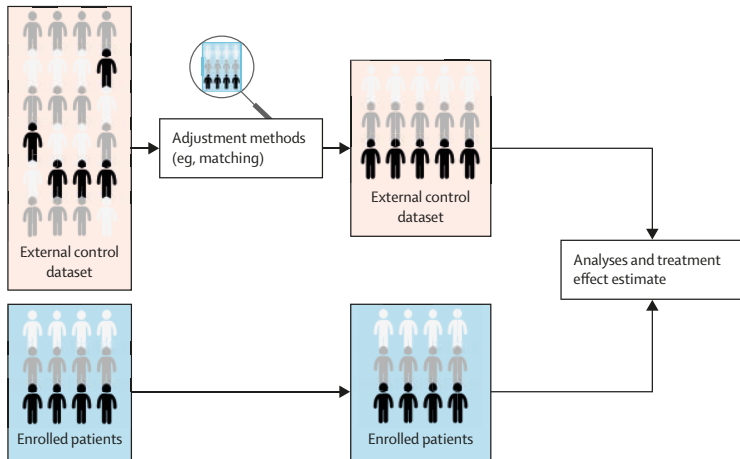 Adjustment methods
(eg, matching)
External control
dataset
External control
dataset
Analyses and treatment
effect estimate
Enrolled patients
Enrolled patients